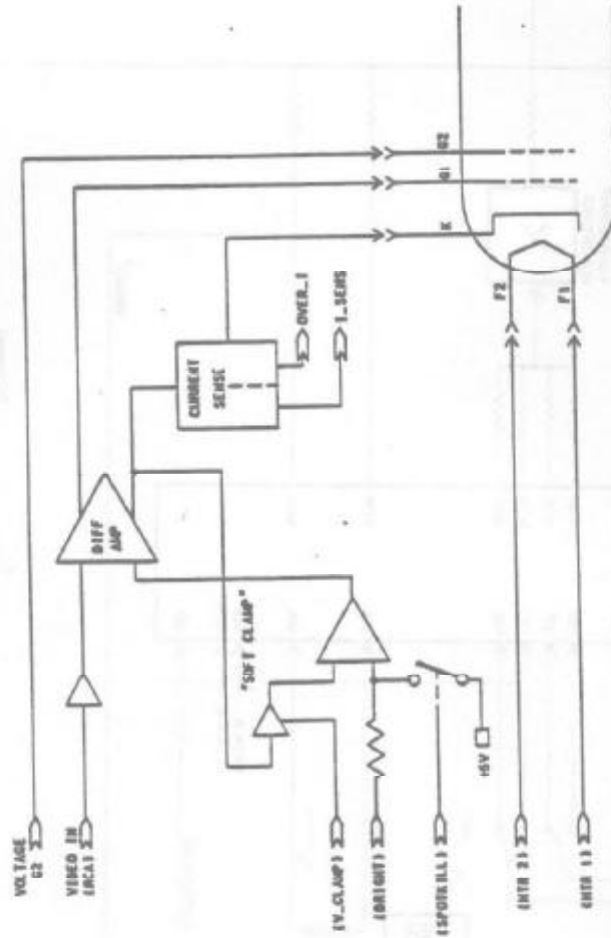 VOLTAGE
G2
VIDEO IN
(RCA)
DIFF
AMP
"SOFT CLAMP"
CURRENT
SENSE
OVER_I
I_SENS
(V_CLAMP)
(BRIGHT)
(SPOTKILL)
+5V
(HTR 2)
(HTR 1)
G2
G1
K
F2
F1